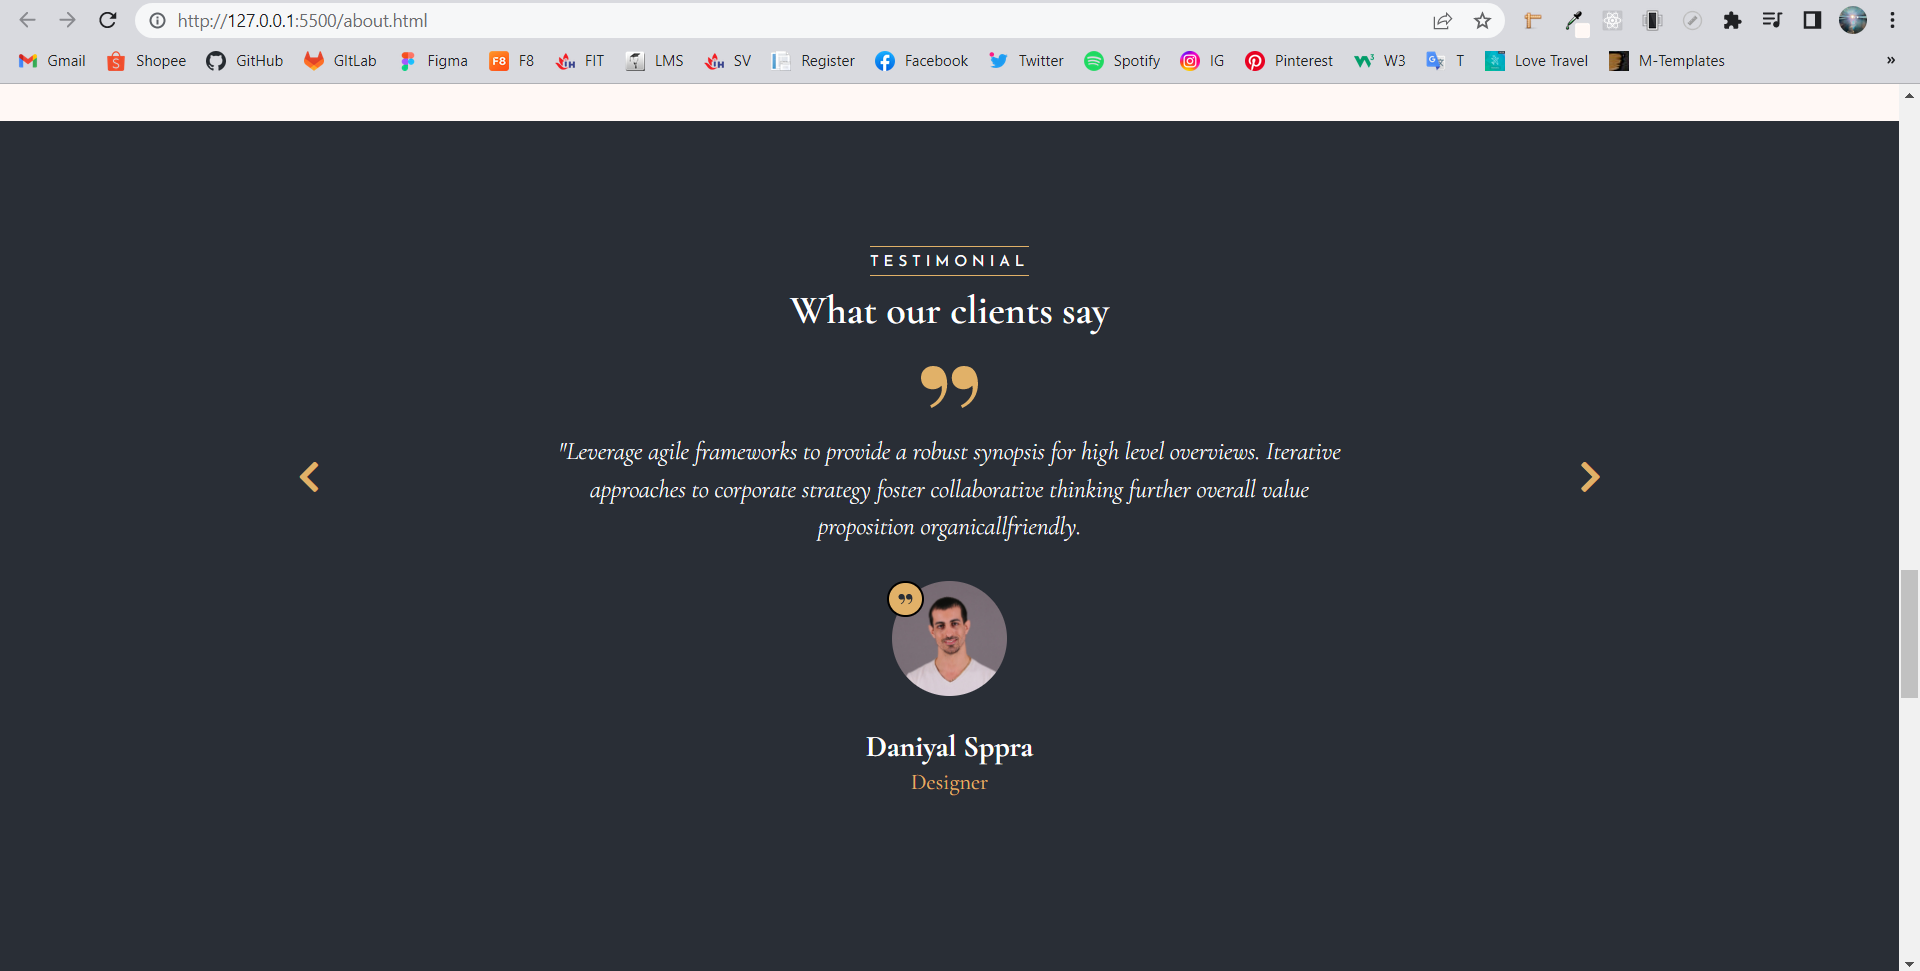 http://127.0.0.1:5500/about.html
Gmail Shopee GitHub GItLab Figma F8 F8 FIT LMS SV Register Facebook Twitter Spotify IG Pinterest W3 T Love Travel M-Templates »
TESTIMONIAL
What our clients say
”
"Leverage agile frameworks to provide a robust synopsis for high level overviews. Iterative
approaches to corporate strategy foster collaborative thinking further overall value
proposition organicallfriendly.
”
Daniyal Sppra
Designer